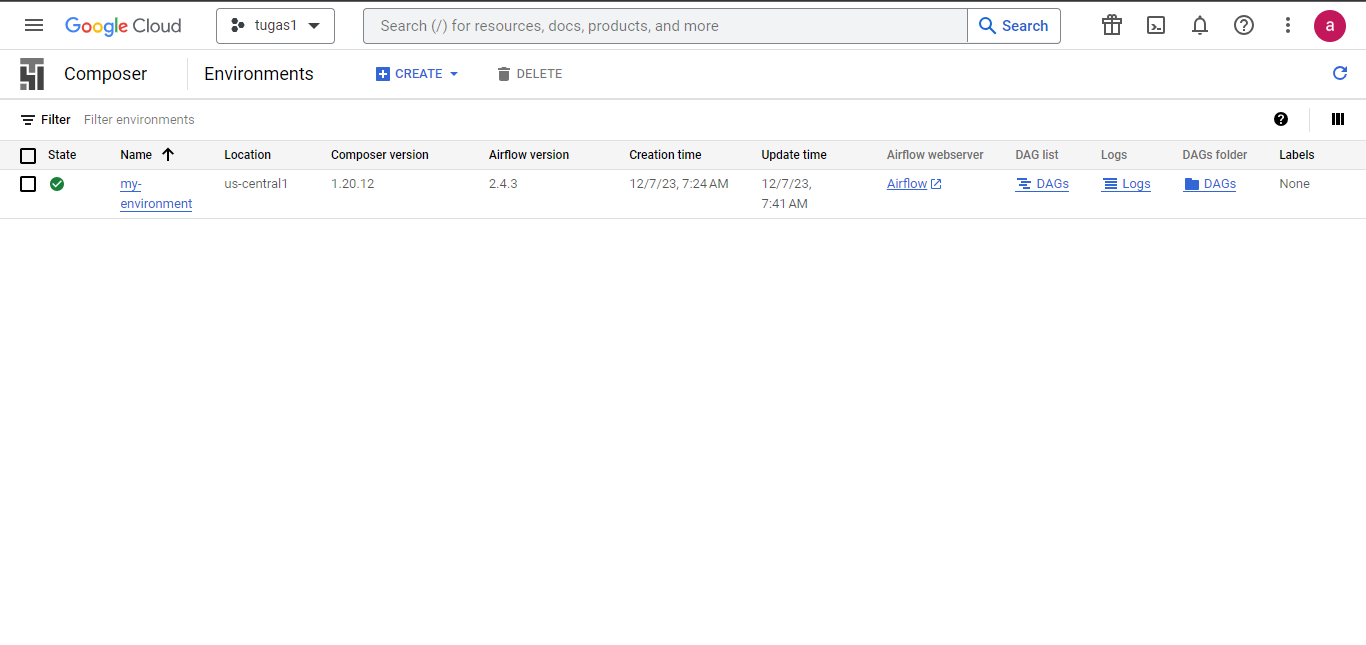 Google Cloud
tugas1
Search (/) for resources, docs, products, and more
Search
a
Composer
Environments
CREATE
DELETE
Filter
Filter environments
State
Name
Location
Composer version
Airflow version
Creation time
Update time
Airflow webserver
DAG list
Logs
DAGs folder
Labels
my-
environment
us-central1
1.20.12
2.4.3
12/7/23, 7:24 AM
12/7/23,
7:41 AM
Airflow
DAGs
Logs
DAGs
None